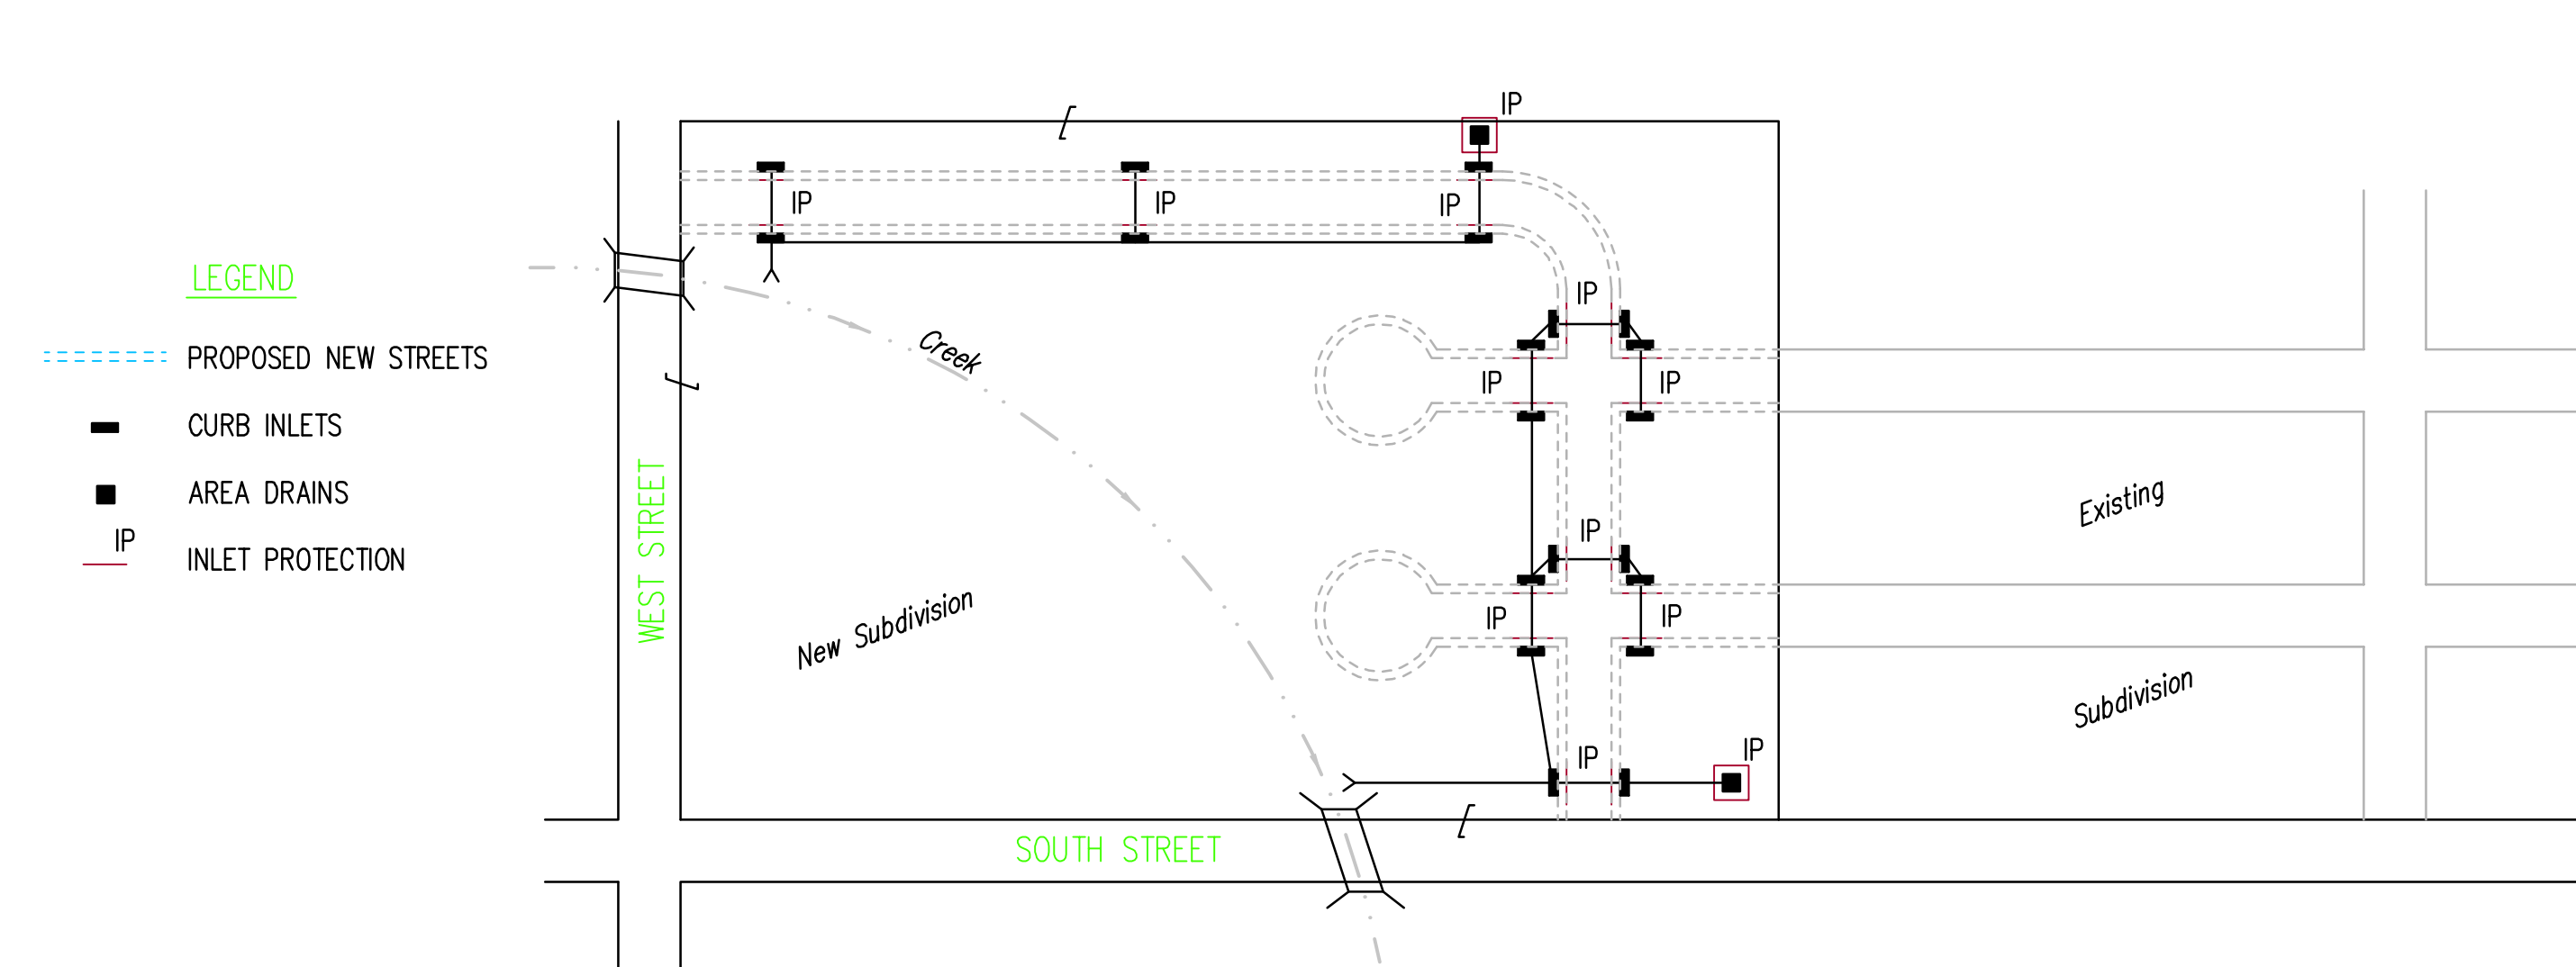 IP
IP
IP
IP
LEGEND
IP
PROPOSED NEW STREETS
Creek
IP
IP
CURB INLETS
AREA DRAINS
Existing
IP
IP
INLET PROTECTION
WEST STREET
New Subdivision
IP
IP
Subdivision
IP
IP
SOUTH STREET